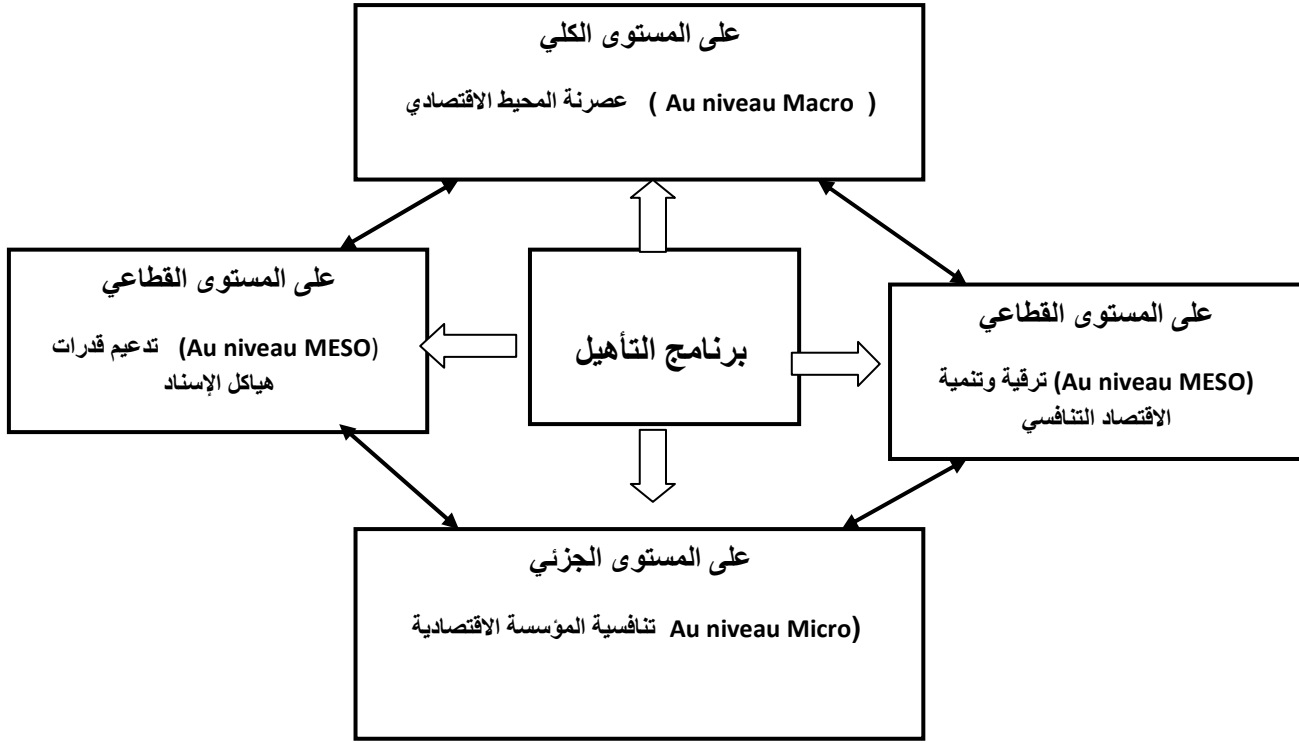 على المستوى الكلي
( Au niveau Macro ) عصرنة المحيط الاقتصادي
على المستوى القطاعي
(Au niveau MESO) ترقية وتنمية
الاقتصاد التنافسي
برنامج التأهيل
على المستوى القطاعي
(Au niveau MESO) تدعيم قدرات
هياكل الإسناد
على المستوى الجزئي
Au niveau Micro) تنافسية المؤسسة الاقتصادية